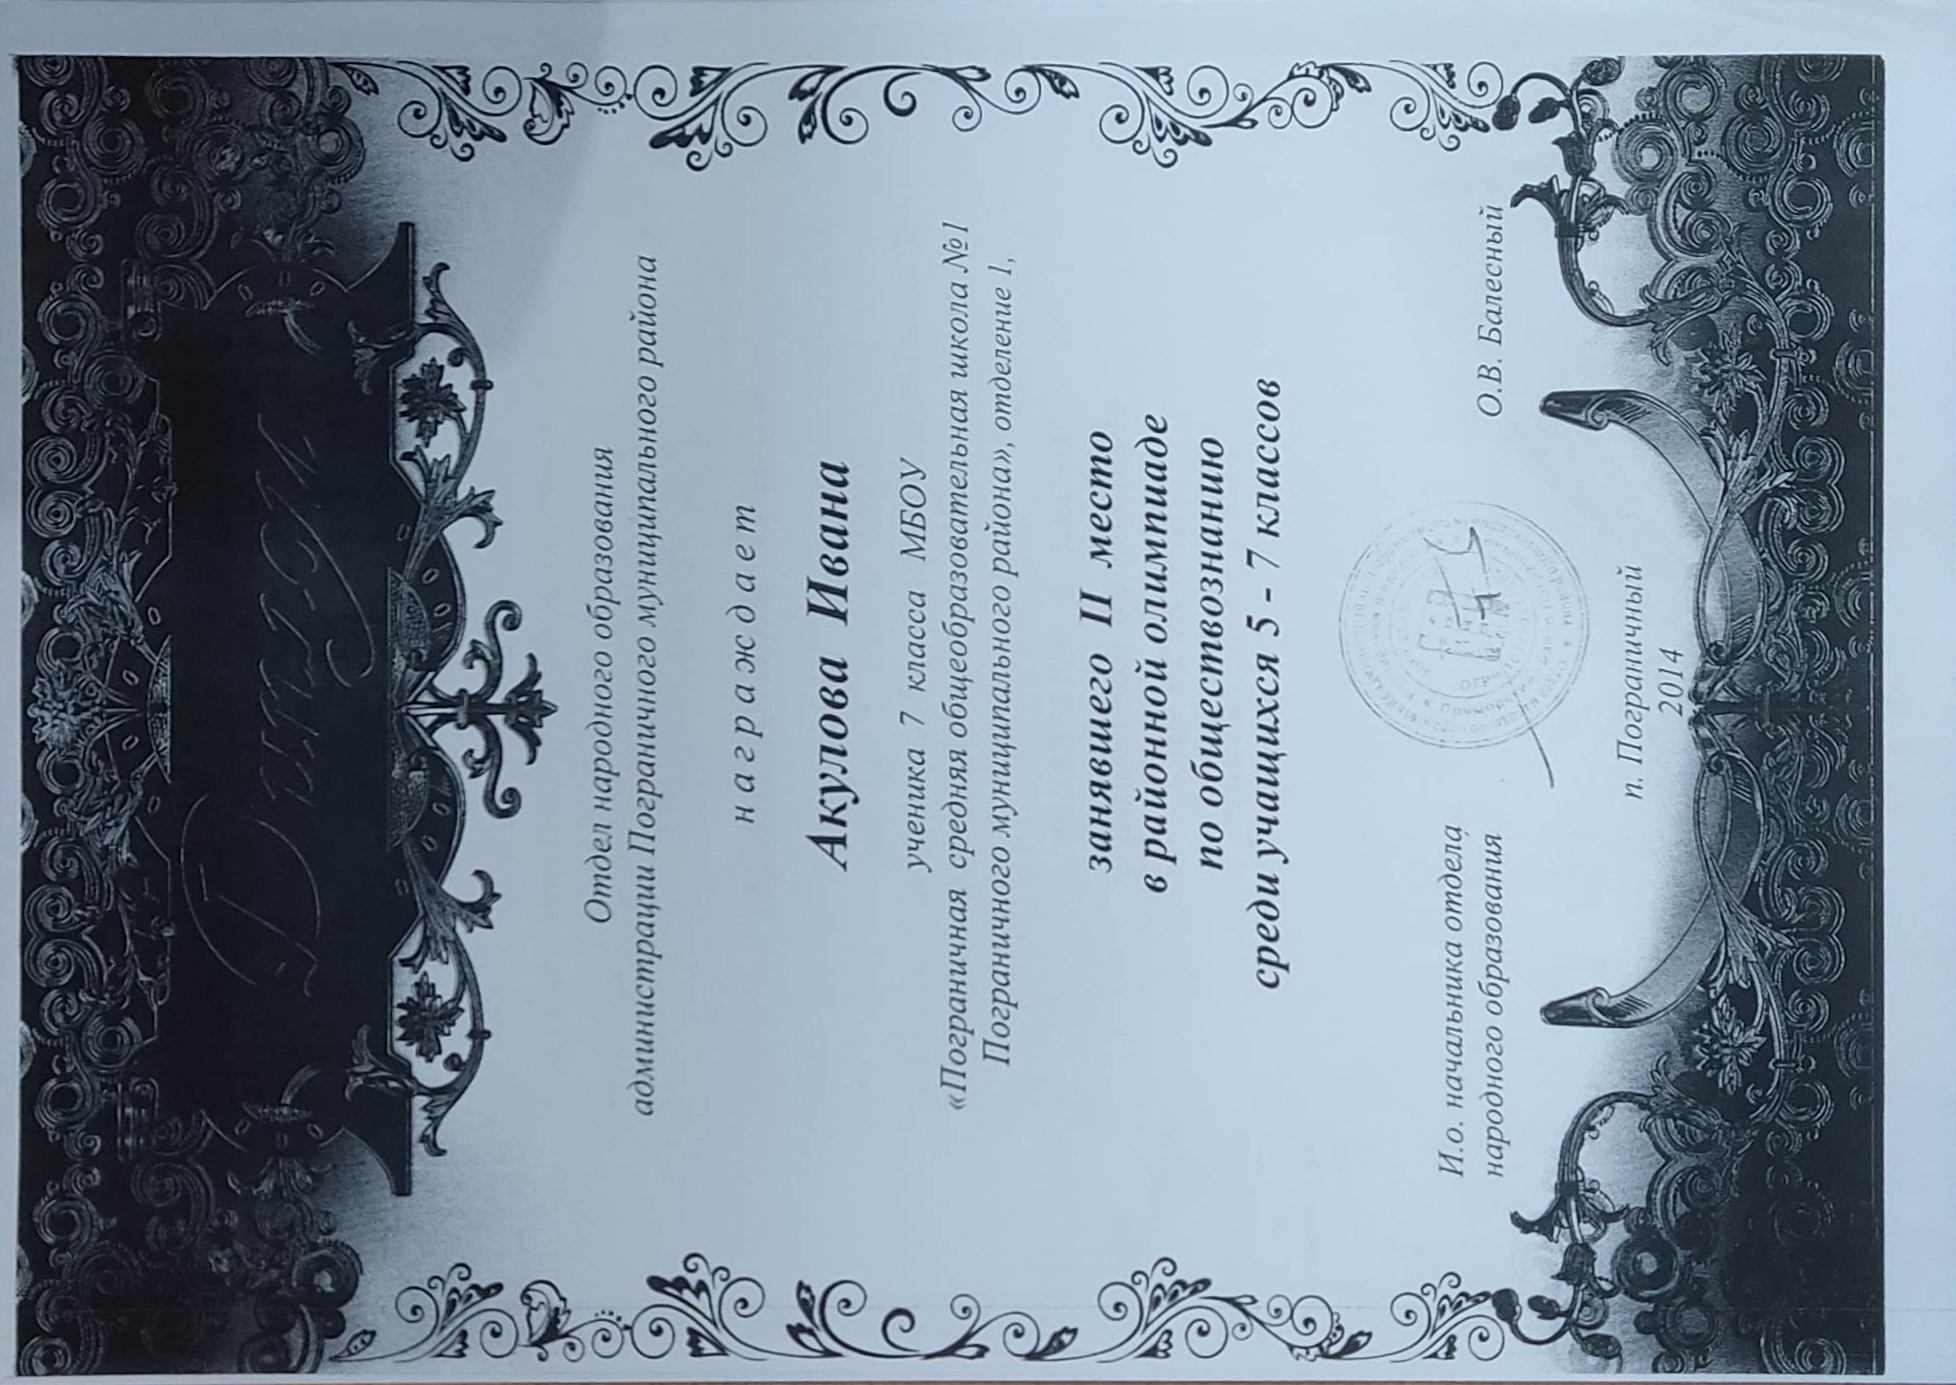 Диплом
Отдел народного образования
администрации Пограничного муниципального района
награждает
Акулова Ивана
ученика 7 класса МБОУ
«Пограничная средняя общеобразовательная школа №1
Пограничного муниципального района», отделение 1,
занявшего II место
в районной олимпиаде
по обществознанию
среди учащихся 5 - 7 классов
И.о. начальника отдела
народного образования
О.В. Балесный
п. Пограничный
2014